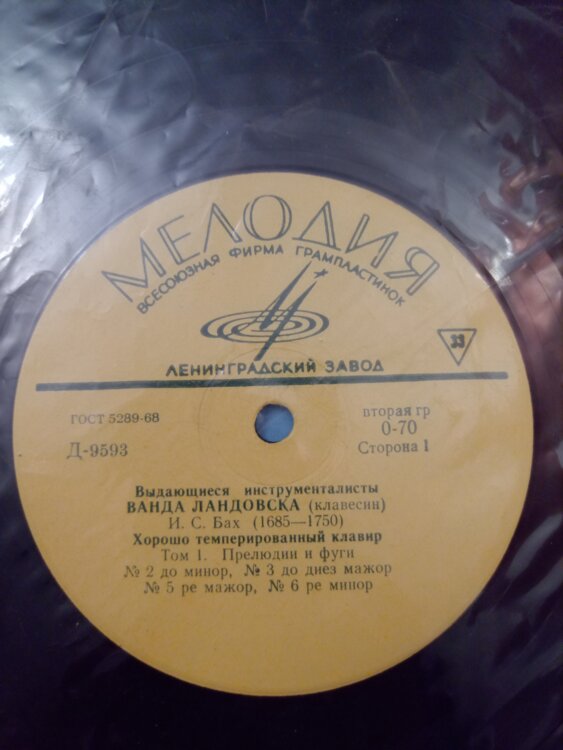 МЕЛОДИЯ
ВСЕСОЮЗНАЯ ФИРМА ГРАМПЛАСТИНОК
33
ЛЕНИНГРАДСКИЙ ЗАВОД
ГОСТ 5289-68
вторая гр
0-70
Д-9593
Сторона 1
Выдающиеся инструменталисты
ВАНДА ЛАНДОВСКА (клавесин)
И. С. Бах (1685—1750)
Хорошо темперированный клавир
Том 1. Прелюдии и фуги
№ 2 до минор, № 3 до диез мажор
№ 5 ре мажор, № 6 ре минор